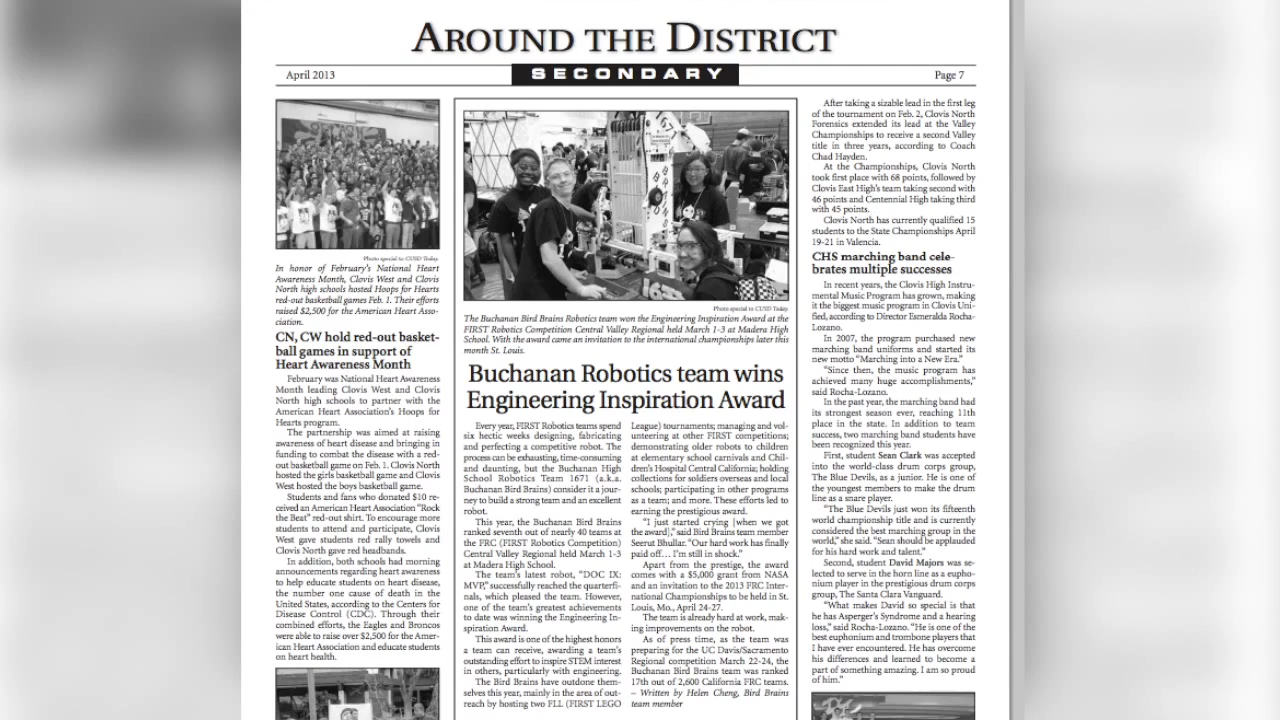 AROUND THE DISTRICT
April 2013
SECONDARY
Page 7
Photo special to CUSD Today.
In honor of February's National Heart
Awareness Month, Clovis West and Clovis
North high schools hosted Hoops for Hearts
red-out basketball games Feb. 1. Their efforts
raised $2,500 for the American Heart Asso-
ciation.
CN, CW hold red-out basket-
ball games in support of
Heart Awareness Month
February was National Heart Awareness
Month leading Clovis West and Clovis
North high schools to partner with the
American Heart Association's Hoops for
Hearts program.
The partnership was aimed at raising
awareness of heart disease and bringing in
funding to combat the disease with a red-
out basketball game on Feb. 1. Clovis North
hosted the girls basketball game and Clovis
West hosted the boys basketball game.
Students and fans who donated $10 re-
ceived an American Heart Association "Rock
the Beat" red-out shirt. To encourage more
students to attend and participate, Clovis
West gave students red rally towels and
Clovis North gave red headbands.
In addition, both schools had morning
announcements regarding heart awareness
to help educate students on heart disease,
the number one cause of death in the
United States, according to the Centers for
Disease Control (CDC). Through their
combined efforts, the Eagles and Broncos
were able to raise over $2,500 for the Amer-
ican Heart Association and educate students
on heart health.
Photo special to CUSD Today.
The Buchanan Bird Brains Robotics team won the Engineering Inspiration Award at the
FIRST Robotics Competition Central Valley Regional held March 1-3 at Madera High
School. With the award came an invitation to the international championships later this
month St. Louis.
Buchanan Robotics team wins
Engineering Inspiration Award
Every year, FIRST Robotics teams spend
six hectic weeks designing, fabricating
and perfecting a competitive robot. The
process can be exhausting, time-consuming
and daunting, but the Buchanan High
School Robotics Team 1671 (a.k.a.
Buchanan Bird Brains) consider it a jour-
ney to build a strong team and an excellent
robot.
This year, the Buchanan Bird Brains
ranked seventh out of nearly 40 teams at
the FRC (FIRST Robotics Competition)
Central Valley Regional held March 1-3
at Madera High School.
The team's latest robot, "DOC IX:
MVP," successfully reached the quarterfi-
nals, which pleased the team. However,
one of the team's greatest achievements
to date was winning the Engineering In-
spiration Award.
This award is one of the highest honors
a team can receive, awarding a team's
outstanding effort to inspire STEM interest
in others, particularly with engineering.
The Bird Brains have outdone them-
selves this year, mainly in the area of out-
reach by hosting two FLL (FIRST LEGO
League) tournaments; managing and vol-
unteering at other FIRST competitions;
demonstrating older robots to children
at elementary school carnivals and Chil-
dren's Hospital Central California; holding
collections for soldiers overseas and local
schools; participating in other programs
as a team; and more. These efforts led to
earning the prestigious award.
"I just started crying [when we got
the award]," said Bird Brains team member
Seerut Bhullar. "Our hard work has finally
paid off… I'm still in shock."
Apart from the prestige, the award
comes with a $5,000 grant from NASA
and an invitation to the 2013 FRC Inter-
national Championships to be held in St.
Louis, Mo., April 24-27.
The team is already hard at work, mak-
ing improvements on the robot.
As of press time, as the team was
preparing for the UC Davis/Sacramento
Regional competition March 22-24, the
Buchanan Bird Brains team was ranked
17th out of 2,600 California FRC teams.
– Written by Helen Cheng, Bird Brains
team member
After taking a sizable lead in the first leg
of the tournament on Feb. 2, Clovis North
Forensics extended its lead at the Valley
Championships to receive a second Valley
title in three years, according to Coach
Chad Hayden.
At the Championships, Clovis North
took first place with 68 points, followed by
Clovis East High's team taking second with
46 points and Centennial High taking third
with 45 points.
Clovis North has currently qualified 15
students to the State Championships April
19-21 in Valencia.
CHS marching band cele-
brates multiple successes
In recent years, the Clovis High Instru-
mental Music Program has grown, making
it the biggest music program in Clovis Uni-
fied, according to Director Esmeralda Rocha-
Lozano.
In 2007, the program purchased new
marching band uniforms and started its
new motto "Marching into a New Era."
"Since then, the music program has
achieved many huge accomplishments,"
said Rocha-Lozano.
In the past year, the marching band had
its strongest season ever, reaching 11th
place in the state. In addition to team
success, two marching band students have
been recognized this year.
First, student Sean Clark was accepted
into the world-class drum corps group,
The Blue Devils, as a junior. He is one of
the youngest members to make the drum
line as a snare player.
"The Blue Devils just won its fifteenth
world championship title and is currently
considered the best marching group in the
world," she said. "Sean should be applauded
for his hard work and talent."
Second, student David Majors was se-
lected to serve in the horn line as a eupho-
nium player in the prestigious drum corps
group, The Santa Clara Vanguard.
"What makes David so special is that
he has Asperger's Syndrome and a hearing
loss," said Rocha-Lozano. "He is one of the
best euphonium and trombone players that
I have ever encountered. He has overcome
his differences and learned to become a
part of something amazing. I am so proud
of him."